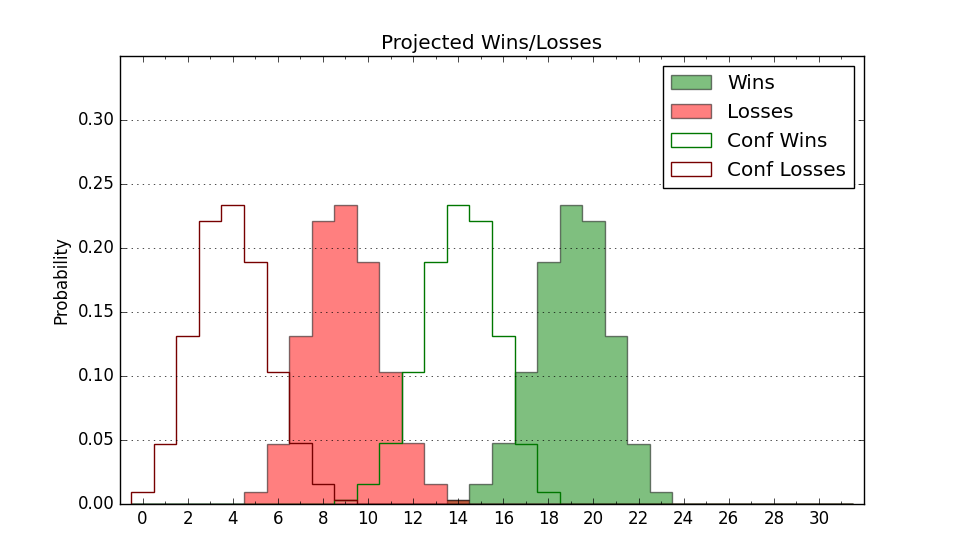 Projected Wins/Losses
Wins
Losses
Conf Wins
Conf Losses
Probability
0.30
0.25
0.20
0.15
0.10
0.05
0.00
0 2 4 6 8 10 12 14 16 18 20 22 24 26 28 30